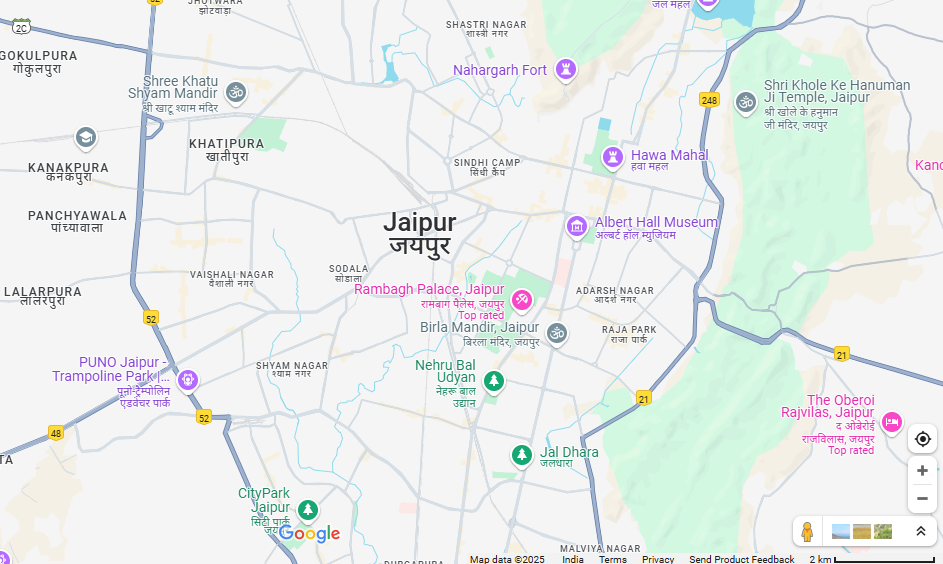 JHOTWARA
झोटवाड़ा
52
जल महल
2C
SHASTRI NAGAR
शास्त्री नगर
GOKULPURA
गोकुलपुरा
Nahargarh Fort
Shree Khatu
Shyam Mandir
श्री खाटू श्याम मंदिर
Shri Khole Ke Hanuman
Ji Temple, Jaipur
श्री खोले के हनुमान
जी मंदिर, जयपुर
248
KHATIPURA
खातीपुरा
SINDHI CAMP
सिंधी कैंप
Hawa Mahal
हवा महल
KANAKPURA
कनकपुरा
PANCHYAWALA
पांच्यावाला
Jaipur
जयपुर
Albert Hall Museum
अल्बर्ट हॉल म्युजियम
VAISHALI NAGAR
वैशाली नगर
SODALA
सोडाला
LALARPURA
लालरपुरा
Rambagh Palace, Jaipur
रामबाग पैलेस, जयपुर
Top rated
ADARSH NAGAR
आदर्श नगर
52
Birla Mandir, Jaipur
बिरला मंदिर, जयपुर
RAJA PARK
राजा पार्क
21
PUNO Jaipur -
Trampoline Park |...
पूनो-ट्रैम्पोलिन
एडवेंचर पार्क
SHYAM NAGAR
श्याम नगर
Nehru Bal
Udyan
नेहरू बाल
उद्यान
21
52
48
The Oberoi
Rajvilas, Jaipur
द ओबेरोई
राजविलास, जयपुर
Top rated
Jal Dhara
जलधारा
CityPark
Jaipur
सिटी पार्क
Google
MALVIYA NAGAR
Map data ©2025 India Terms Privacy Send Product Feedback 2 km